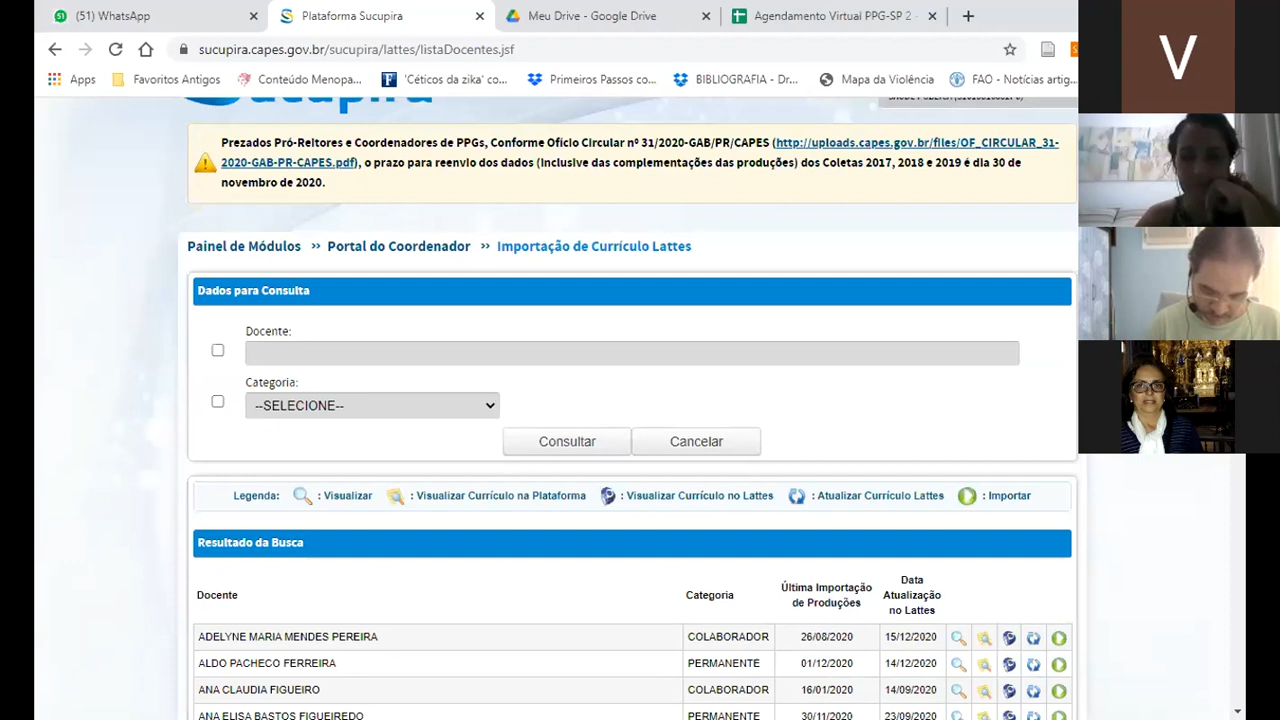 (51) WhatsApp
Plataforma Sucupira
Meu Drive - Google Drive
Agendamento Virtual PPG-SP 2 -
sucupira.capes.gov.br/sucupira/lattes/listaDocentes.jsf
Apps
Favoritos Antigos
Conteúdo Menopa...
'Céticos da zika' co...
Primeiros Passos co...
BIBLIOGRAFIA - Dr...
Mapa da Violência
FAO - Notícias artig...
V
Prezados Pró-Reitores e Coordenadores de PPGs, Conforme Ofício Circular nº 31/2020-GAB/PR/CAPES (http://uploads.capes.gov.br/files/OF_CIRCULAR_31-
2020-GAB-PR-CAPES.pdf), o prazo para reenvio dos dados (Inclusive das complementações das produções) dos Coletas 2017, 2018 e 2019 é dia 30 de
novembro de 2020.
Painel de Módulos >> Portal do Coordenador >> Importação de Currículo Lattes
Dados para Consulta
Docente:
Categoria:
--SELECIONE--
Consultar
Cancelar
Legenda: : Visualizar : Visualizar Currículo na Plataforma : Visualizar Currículo no Lattes : Atualizar Currículo Lattes : Importar
Resultado da Busca
Docente Categoria Última Importação de Produções Data Atualização no Lattes
ADELYNE MARIA MENDES PEREIRA COLABORADOR 26/08/2020 15/12/2020
ALDO PACHECO FERREIRA PERMANENTE 01/12/2020 14/12/2020
ANA CLAUDIA FIGUEIRO COLABORADOR 16/01/2020 14/09/2020
ANA ELISA BASTOS FIGUEIREDO PERMANENTE 30/11/2020 23/09/2020